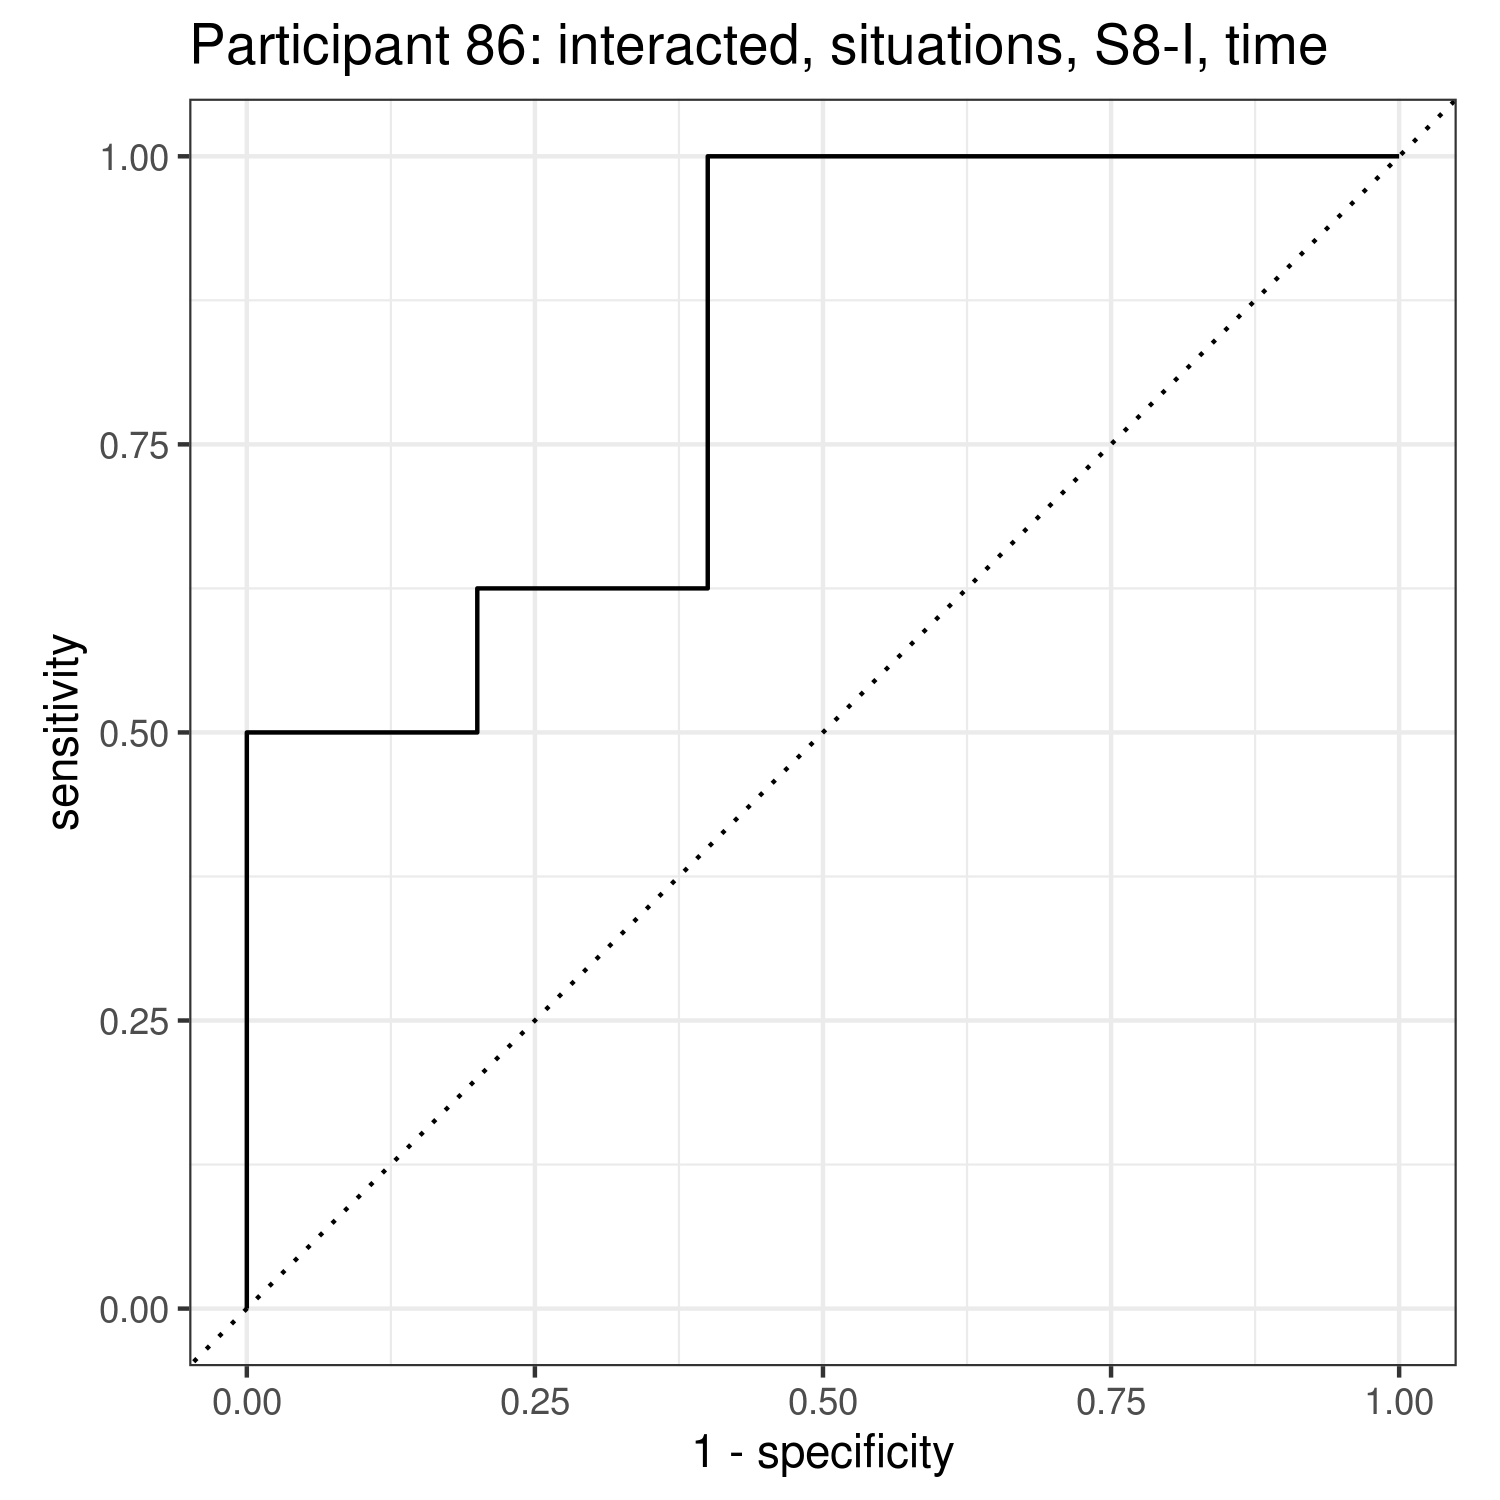 Participant 86: interacted, situations, S8-I, time
1.00
0.75
0.50
0.25
0.00
sensitivity
0.00 0.25 0.50 0.75 1.00
1 - specificity